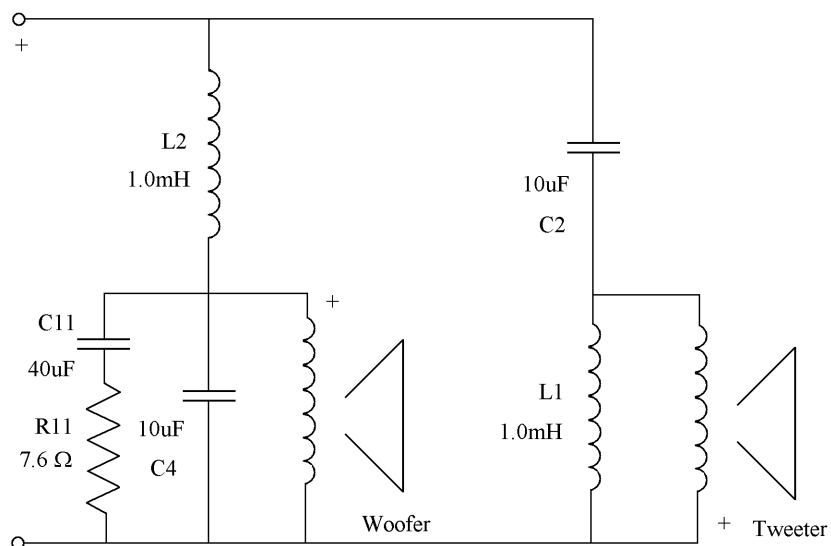 +
L2
1.0mH
10uF
C2
+
C11
40uF
R11
7.6 Ω
10uF
C4
L1
1.0mH
Woofer
+
Tweeter